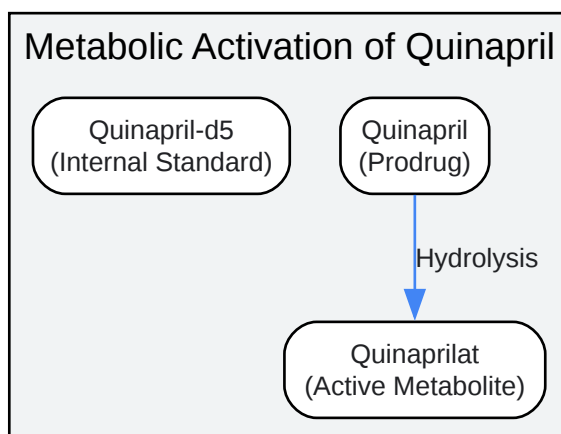 Metabolic Activation of Quinapril
Quinapril-d5
(Internal Standard)
Quinapril
(Prodrug)
Hydrolysis
Quinaprilat
(Active Metabolite)